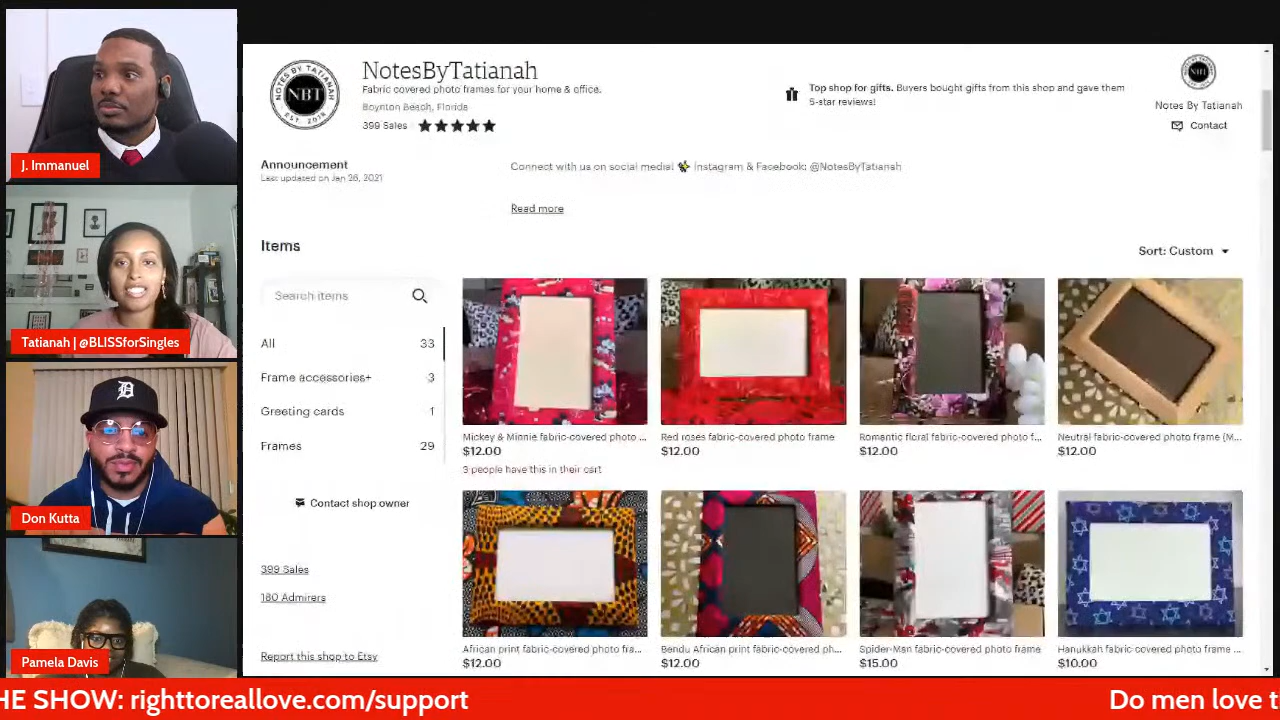 J. Immanuel
Tatianah | @BLISSforSingles
Don Kutta
Pamela Davis
NOTES BY TATIANAH
NBT
EST. 2018
NotesByTatianah
Fabric covered photo frames for your home & office.
Boynton Beach, Florida
399 Sales
Top shop for gifts. Buyers bought gifts from this shop and gave them
5-star reviews!
NBT
Notes By Tatianah
Contact
Announcement
Last updated on Jan 26, 2021
Connect with us on social media! Instagram & Facebook: @NotesByTatianah
Read more
Items
Sort: Custom
Search items
All 33
Frame accessories+ 3
Greeting cards 1
Frames 29
Contact shop owner
399 Sales
180 Admirers
Report this shop to Etsy
Mickey & Minnie fabric-covered photo ...
$12.00
3 people have this in their cart
Red roses fabric-covered photo frame
$12.00
Romantic floral fabric-covered photo f...
$12.00
Neutral fabric-covered photo frame (M...
$12.00
African print fabric-covered photo fra...
$12.00
Bendu African print fabric-covered ph...
$12.00
Spider-Man fabric-covered photo frame
$15.00
Hanukkah fabric-covered photo frame ...
$10.00
HE SHOW: righttoreallove.com/support
Do men love t